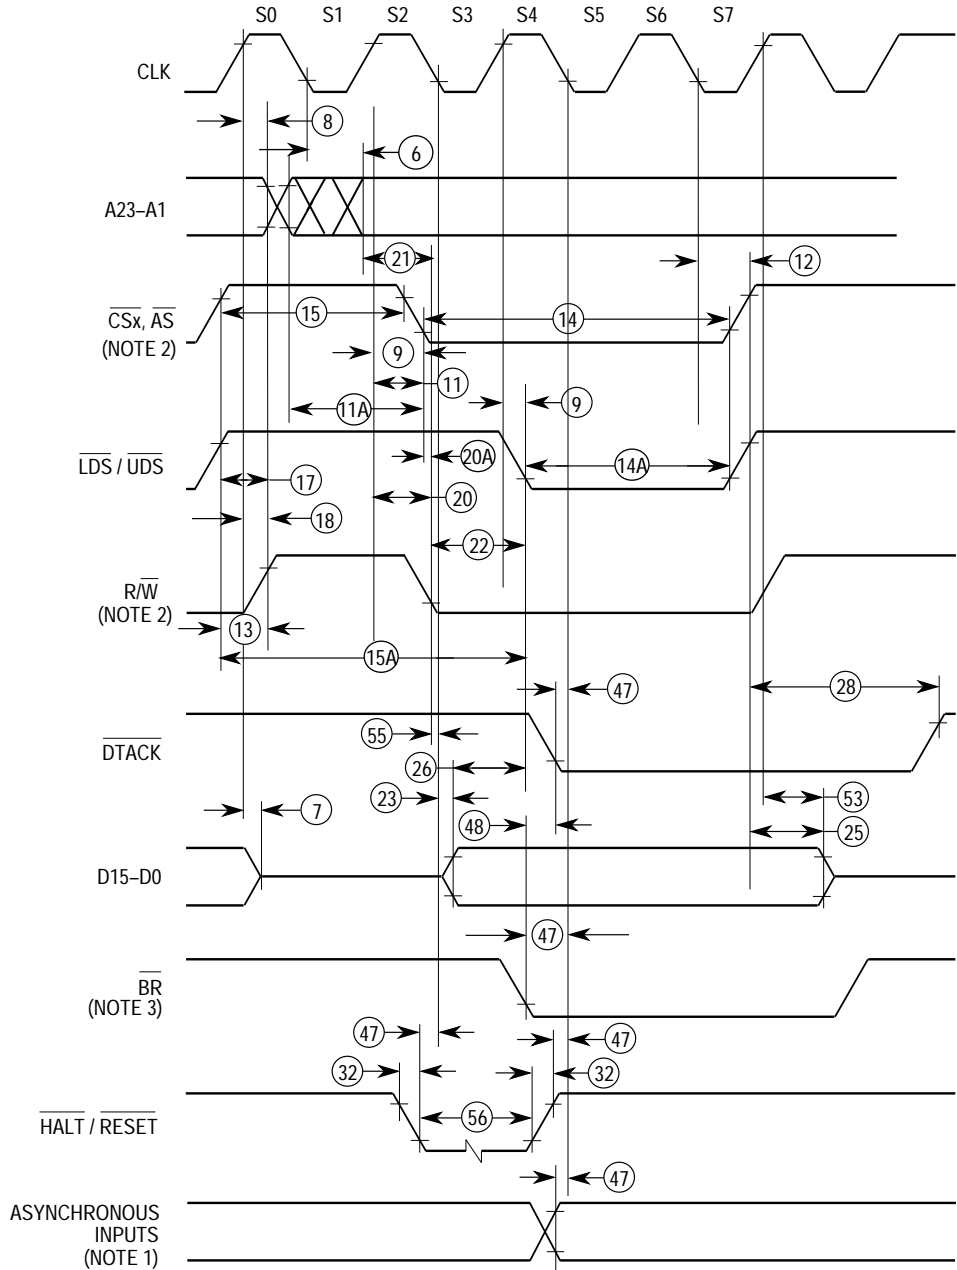 S0 S1 S2 S3 S4 S5 S6 S7
CLK
8
6
A23–A1
21
12
15
14
CSx, AS
(NOTE 2)
9
11
11A
9
20A
14A
LDS / UDS
17
20
18
22
R/W
(NOTE 2)
13
15A
47
28
55
DTACK
26
23
53
7
48
25
D15–D0
47
BR
(NOTE 3)
47
47
32
32
56
HALT / RESET
47
ASYNCHRONOUS
INPUTS
(NOTE 1)